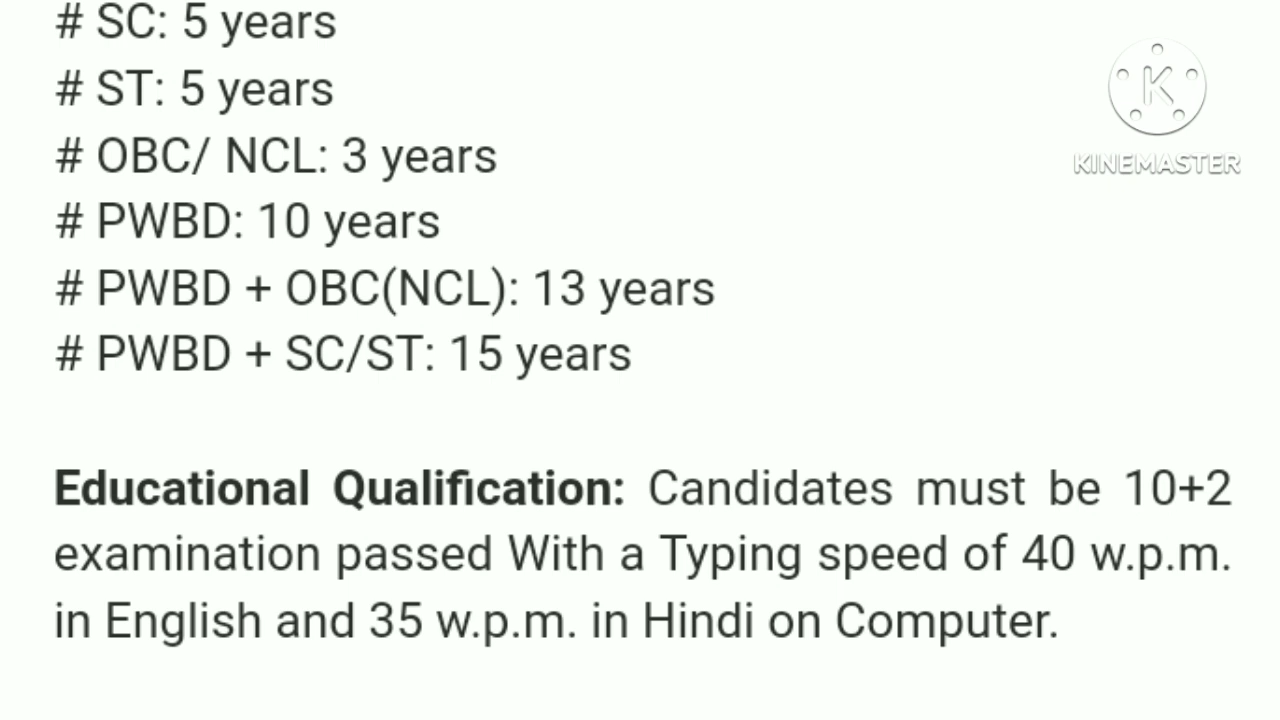 # SC: 5 years
# ST: 5 years
# OBC/ NCL: 3 years
# PWBD: 10 years
# PWBD + OBC(NCL): 13 years
# PWBD + SC/ST: 15 years
Educational Qualification: Candidates must be 10+2
examination passed With a Typing speed of 40 w.p.m.
in English and 35 w.p.m. in Hindi on Computer.
K
KINEMASTER